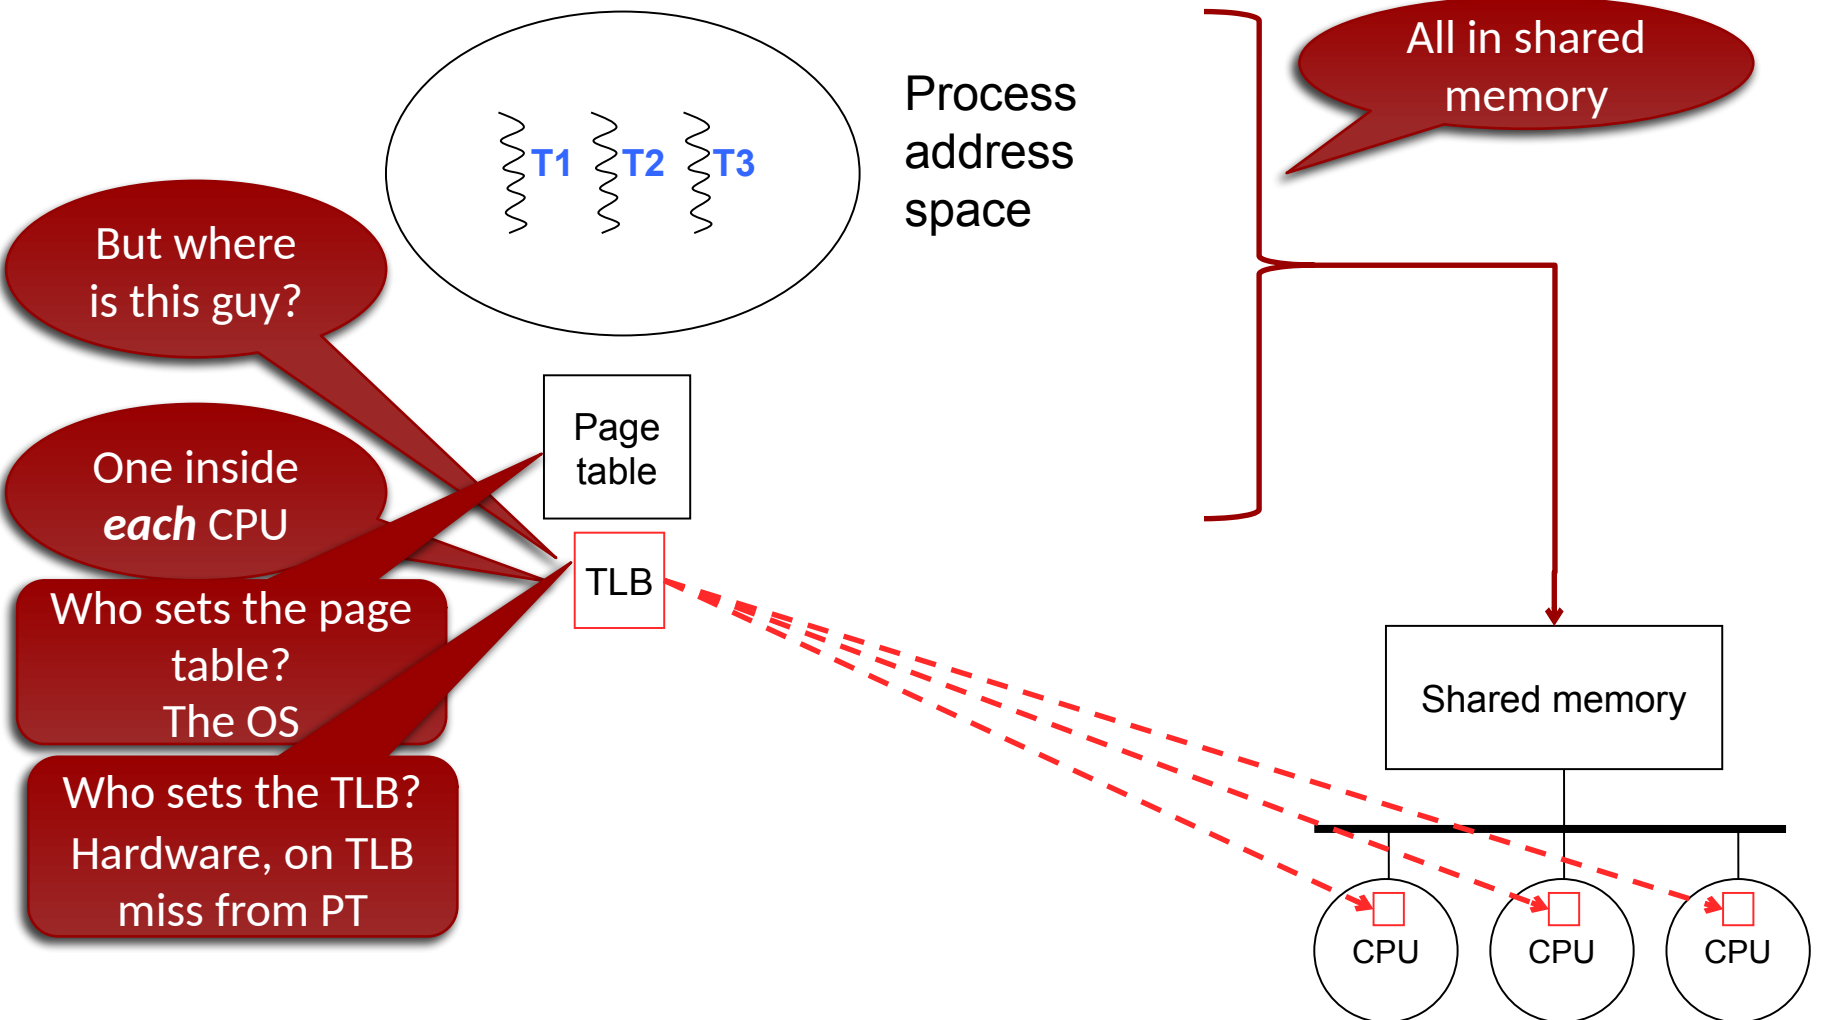 All in shared
memory
Process
address
space
T1 T2 T3
But where
is this guy?
Page
table
One inside
each CPU
TLB
Who sets the page
table?
The OS
Who sets the TLB?
Hardware, on TLB
miss from PT
Shared memory
CPU CPU CPU